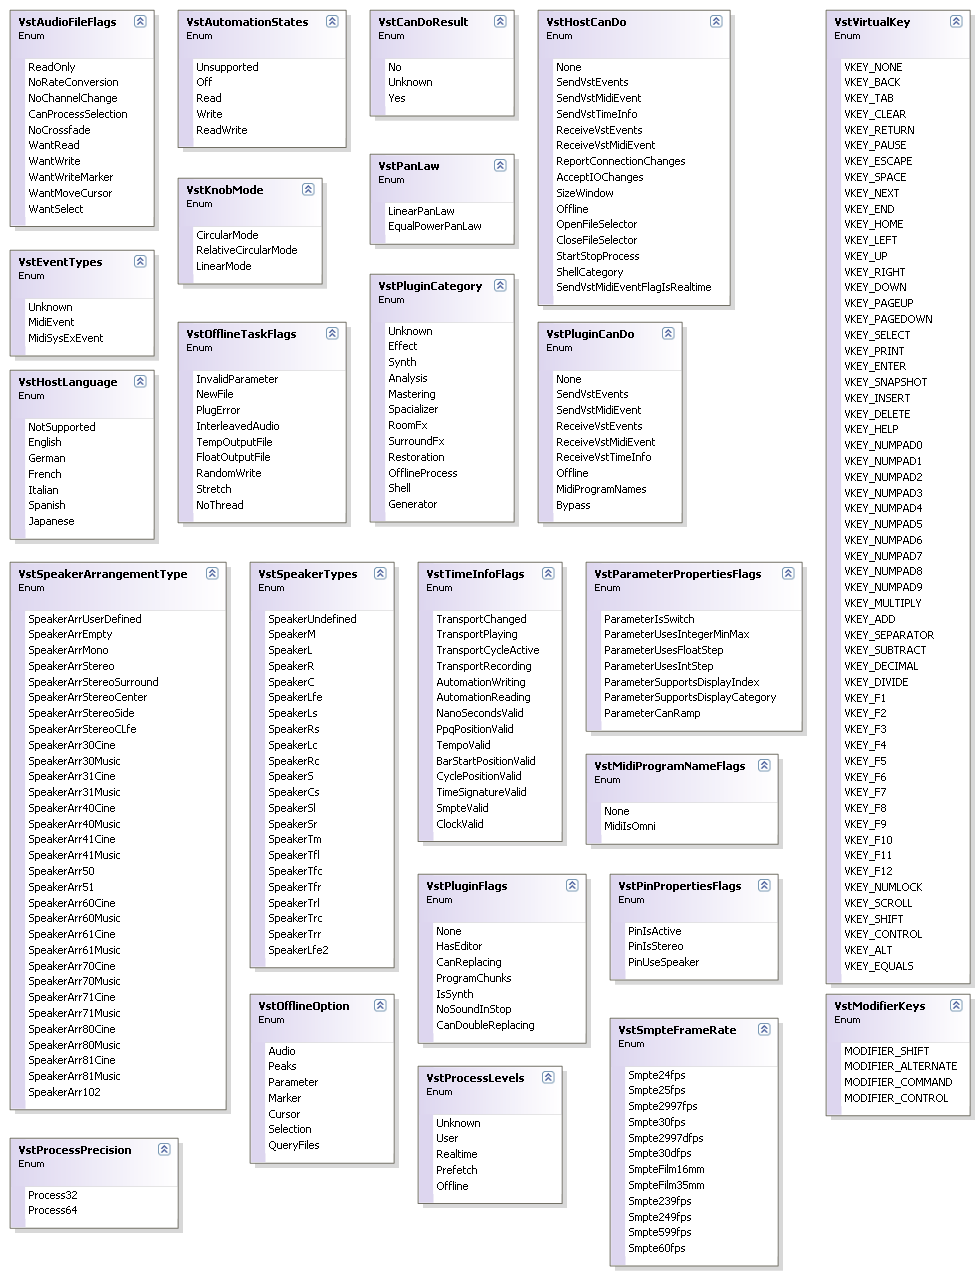 VstAudioFileFlags
Enum
ReadOnly
NoRateConversion
NoChannelChange
CanProcessSelection
NoCrossfade
WantRead
WantWrite
WantWriteMarker
WantMoveCursor
WantSelect
VstAutomationStates
Enum
Unsupported
Off
Read
Write
ReadWrite
VstCanDoResult
Enum
No
Unknown
Yes
VstHostCanDo
Enum
None
SendVstEvents
SendVstMidiEvent
SendVstTimeInfo
ReceiveVstEvents
ReceiveVstMidiEvent
ReportConnectionChanges
AcceptIOChanges
SizeWindow
Offline
OpenFileSelector
CloseFileSelector
StartStopProcess
ShellCategory
SendVstMidiEventFlagIsRealtime
VstVirtualKey
Enum
VKEY_NONE
VKEY_BACK
VKEY_TAB
VKEY_CLEAR
VKEY_RETURN
VKEY_PAUSE
VKEY_ESCAPE
VKEY_SPACE
VKEY_NEXT
VKEY_END
VKEY_HOME
VKEY_LEFT
VKEY_UP
VKEY_RIGHT
VKEY_DOWN
VKEY_PAGEUP
VKEY_PAGEDOWN
VKEY_SELECT
VKEY_PRINT
VKEY_ENTER
VKEY_SNAPSHOT
VKEY_INSERT
VKEY_DELETE
VKEY_HELP
VKEY_NUMPAD0
VKEY_NUMPAD1
VKEY_NUMPAD2
VKEY_NUMPAD3
VKEY_NUMPAD4
VKEY_NUMPAD5
VKEY_NUMPAD6
VKEY_NUMPAD7
VKEY_NUMPAD8
VKEY_NUMPAD9
VKEY_MULTIPLY
VKEY_ADD
VKEY_SEPARATOR
VKEY_SUBTRACT
VKEY_DECIMAL
VKEY_DIVIDE
VKEY_F1
VKEY_F2
VKEY_F3
VKEY_F4
VKEY_F5
VKEY_F6
VKEY_F7
VKEY_F8
VKEY_F9
VKEY_F10
VKEY_F11
VKEY_F12
VKEY_NUMLOCK
VKEY_SCROLL
VKEY_SHIFT
VKEY_CONTROL
VKEY_ALT
VKEY_EQUALS
VstKnobMode
Enum
CircularMode
RelativeCircularMode
LinearMode
VstPanLaw
Enum
LinearPanLaw
EqualPowerPanLaw
VstEventTypes
Enum
Unknown
MidiEvent
MidiSysExEvent
VstOfflineTaskFlags
Enum
InvalidParameter
NewFile
PlugError
InterleavedAudio
TempOutputFile
FloatOutputFile
RandomWrite
Stretch
NoThread
VstPluginCategory
Enum
Unknown
Effect
Synth
Analysis
Mastering
Spacializer
RoomFx
SurroundFx
Restoration
OfflineProcess
Shell
Generator
VstPluginCanDo
Enum
None
SendVstEvents
SendVstMidiEvent
ReceiveVstEvents
ReceiveVstMidiEvent
ReceiveVstTimeInfo
Offline
MidiProgramNames
Bypass
VstHostLanguage
Enum
NotSupported
English
German
French
Italian
Spanish
Japanese
VstSpeakerArrangementType
Enum
SpeakerArrUserDefined
SpeakerArrEmpty
SpeakerArrMono
SpeakerArrStereo
SpeakerArrStereoSurround
SpeakerArrStereoCenter
SpeakerArrStereoSide
SpeakerArrStereoCLfe
SpeakerArr30Cine
SpeakerArr30Music
SpeakerArr31Cine
SpeakerArr31Music
SpeakerArr40Cine
SpeakerArr40Music
SpeakerArr41Cine
SpeakerArr41Music
SpeakerArr50
SpeakerArr51
SpeakerArr60Cine
SpeakerArr60Music
SpeakerArr61Cine
SpeakerArr61Music
SpeakerArr70Cine
SpeakerArr70Music
SpeakerArr71Cine
SpeakerArr71Music
SpeakerArr80Cine
SpeakerArr80Music
SpeakerArr81Cine
SpeakerArr81Music
SpeakerArr102
VstSpeakerTypes
Enum
SpeakerUndefined
SpeakerM
SpeakerL
SpeakerR
SpeakerC
SpeakerLfe
SpeakerLs
SpeakerRs
SpeakerLc
SpeakerRc
SpeakerS
SpeakerCs
SpeakerSl
SpeakerSr
SpeakerTm
SpeakerTfl
SpeakerTfc
SpeakerTfr
SpeakerTrl
SpeakerTrc
SpeakerTrr
SpeakerLfe2
VstTimeInfoFlags
Enum
TransportChanged
TransportPlaying
TransportCycleActive
TransportRecording
AutomationWriting
AutomationReading
NanoSecondsValid
PpqPositionValid
TempoValid
BarStartPositionValid
CyclePositionValid
TimeSignatureValid
SmpteValid
ClockValid
VstParameterPropertiesFlags
Enum
ParameterIsSwitch
ParameterUsesIntegerMinMax
ParameterUsesFloatStep
ParameterUsesIntStep
ParameterSupportsDisplayIndex
ParameterSupportsDisplayCategory
ParameterCanRamp
VstMidiProgramNameFlags
Enum
None
MidiIsOmni
VstPluginFlags
Enum
None
HasEditor
CanReplacing
ProgramChunks
IsSynth
NoSoundInStop
CanDoubleReplacing
VstPinPropertiesFlags
Enum
PinIsActive
PinIsStereo
PinUseSpeaker
VstOfflineOption
Enum
Audio
Peaks
Parameter
Marker
Cursor
Selection
QueryFiles
VstProcessLevels
Enum
Unknown
User
Realtime
Prefetch
Offline
VstSmpteFrameRate
Enum
Smpte24fps
Smpte25fps
Smpte2997fps
Smpte30fps
Smpte2997dfps
Smpte30dfps
SmpteFilm16mm
SmpteFilm35mm
Smpte239fps
Smpte249fps
Smpte599fps
Smpte60fps
VstModifierKeys
Enum
MODIFIER_SHIFT
MODIFIER_ALTERNATE
MODIFIER_COMMAND
MODIFIER_CONTROL
VstProcessPrecision
Enum
Process32
Process64